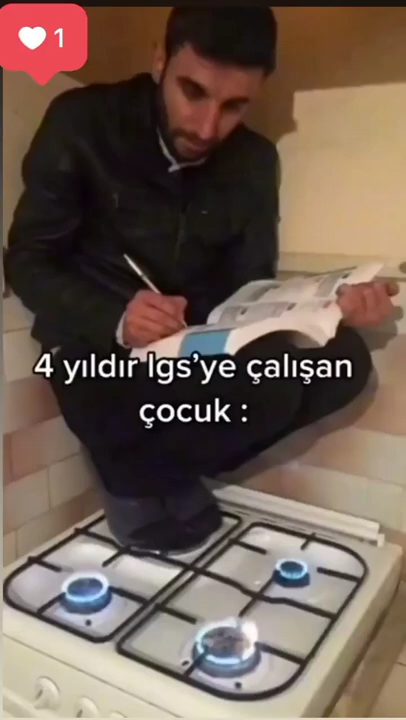 1
4 yıldır lgs’ye çalışan
çocuk :